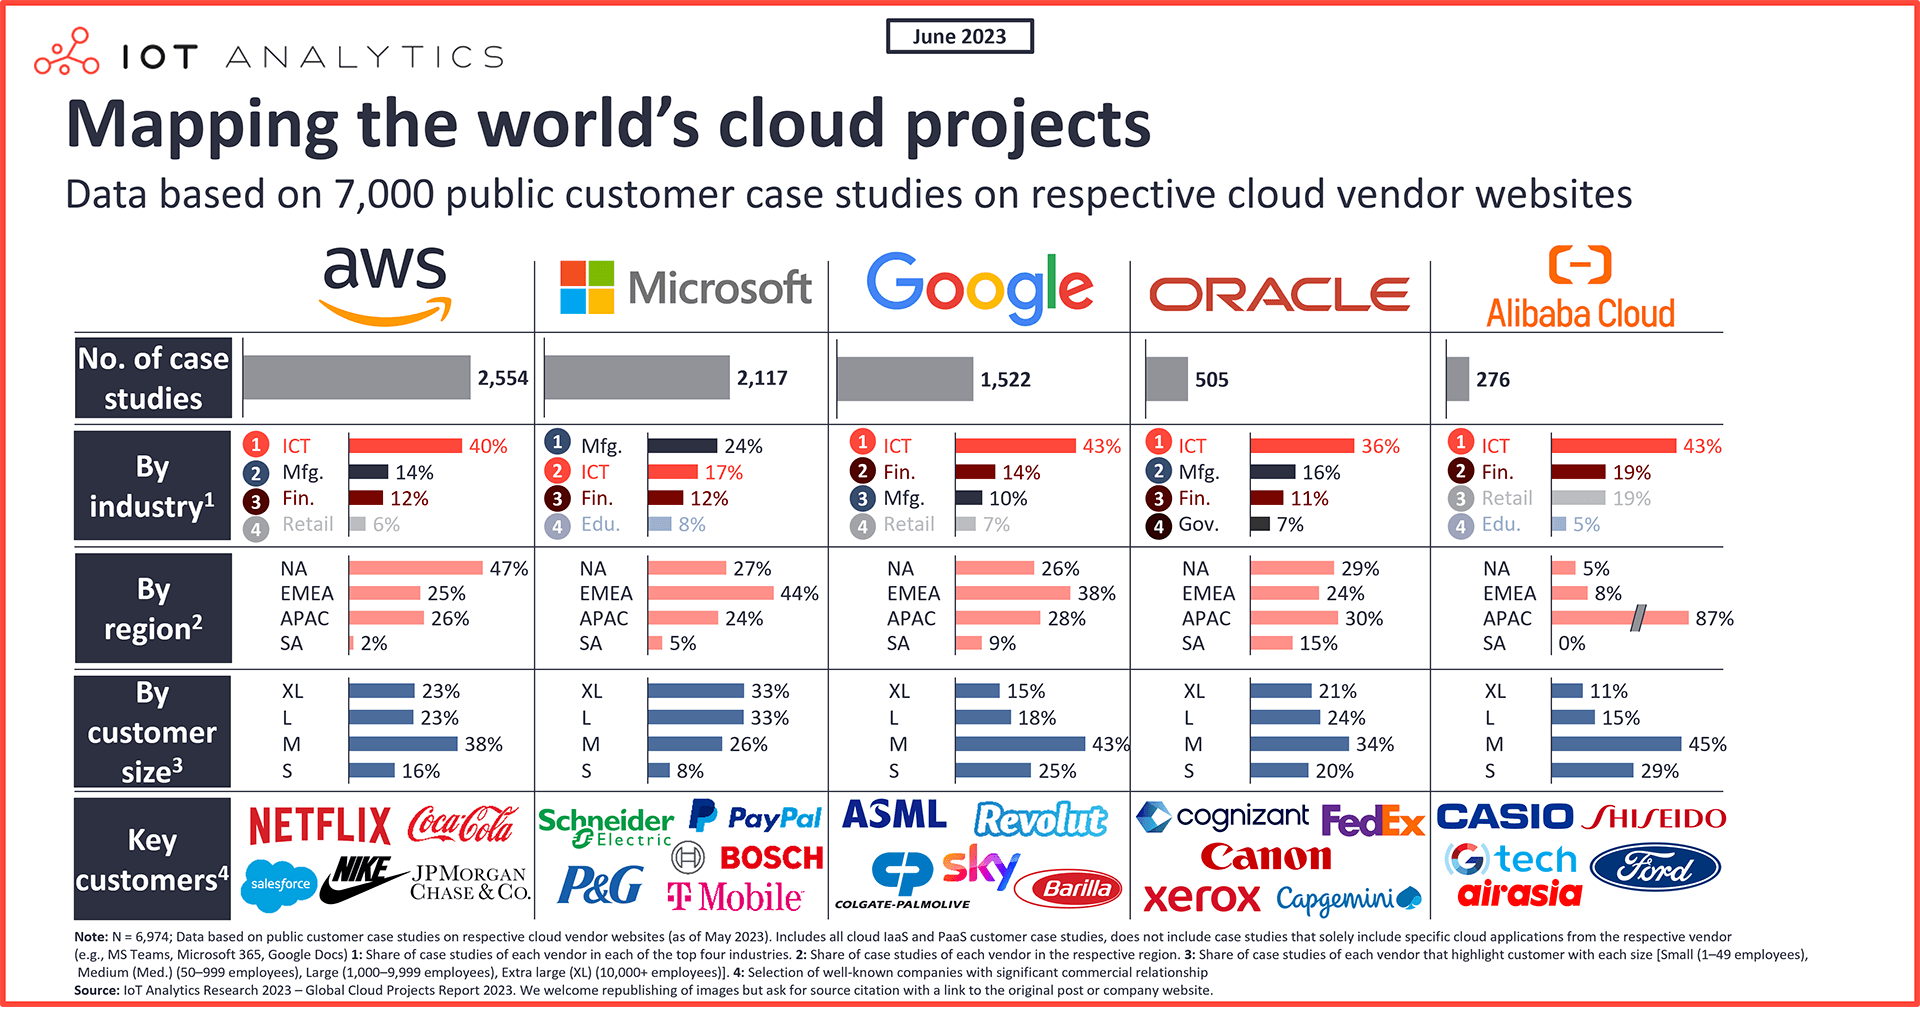 June 2023
IOT ANALYTICS
Mapping the world's cloud projects
Data based on 7,000 public customer case studies on respective cloud vendor websites
aws
Microsoft
Google
ORACLE
Alibaba Cloud
No. of case studies
2,554
2,117
1,522
505
276
By industry1
1 ICT 40%
2 Mfg. 14%
3 Fin. 12%
4 Retail 6%
1 Mfg. 24%
2 ICT 17%
3 Fin. 12%
4 Edu. 8%
1 ICT 43%
2 Fin. 14%
3 Mfg. 10%
4 Retail 7%
1 ICT 36%
2 Mfg. 16%
3 Fin. 11%
4 Gov. 7%
1 ICT 43%
2 Fin. 19%
3 Retail 19%
4 Edu. 5%
By region2
NA 47%
EMEA 25%
APAC 26%
SA 2%
NA 27%
EMEA 44%
APAC 24%
SA 5%
NA 26%
EMEA 38%
APAC 28%
SA 9%
NA 29%
EMEA 24%
APAC 30%
SA 15%
NA 5%
EMEA 8%
APAC 87%
SA 0%
By customer size3
XL 23%
L 23%
M 38%
S 16%
XL 33%
L 33%
M 26%
S 8%
XL 15%
L 18%
M 43%
S 25%
XL 21%
L 24%
M 34%
S 20%
XL 11%
L 15%
M 45%
S 29%
Key customers4
NETFLIX
Coca-Cola
salesforce
NIKE
JPMORGAN CHASE & CO.
Schneider Electric
PayPal
P&G
BOSCH
T Mobile
ASML
Revolut
CP
COLGATE-PALMOLIVE
sky
Barilla
cognizant
FedEx
Canon
xerox
Capgemini
CASIO
SHISEIDO
G tech
Ford
airasia
Note: N = 6,974; Data based on public customer case studies on respective cloud vendor websites (as of May 2023). Includes all cloud IaaS and PaaS customer case studies, does not include case studies that solely include specific cloud applications from the respective vendor
(e.g., MS Teams, Microsoft 365, Google Docs) 1: Share of case studies of each vendor in each of the top four industries. 2: Share of case studies of each vendor in the respective region. 3: Share of case studies of each vendor that highlight customer with each size [Small (1–49 employees),
Medium (Med.) (50–999 employees), Large (1,000–9,999 employees), Extra large (XL) (10,000+ employees)]. 4: Selection of well-known companies with significant commercial relationship
Source: IoT Analytics Research 2023 – Global Cloud Projects Report 2023. We welcome republishing of images but ask for source citation with a link to the original post or company website.